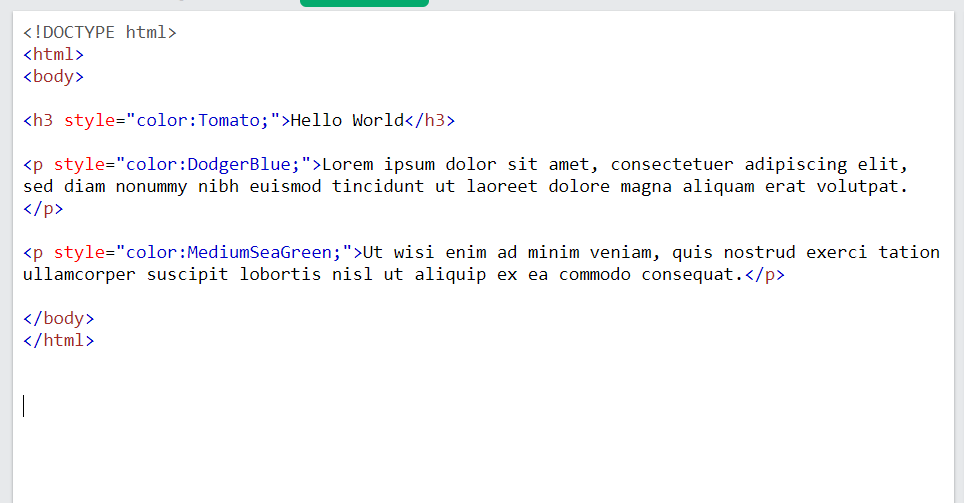 <!DOCTYPE html>
<html>
<body>
<h3 style="color:Tomato;">Hello World</h3>
<p style="color:DodgerBlue;">Lorem ipsum dolor sit amet, consectetuer adipiscing elit,
sed diam nonummy nibh euismod tincidunt ut laoreet dolore magna aliquam erat volutpat.
</p>
<p style="color:MediumSeaGreen;">Ut wisi enim ad minim veniam, quis nostrud exerci tation
ullamcorper suscipit lobortis nisl ut aliquip ex ea commodo consequat.</p>
</body>
</html>